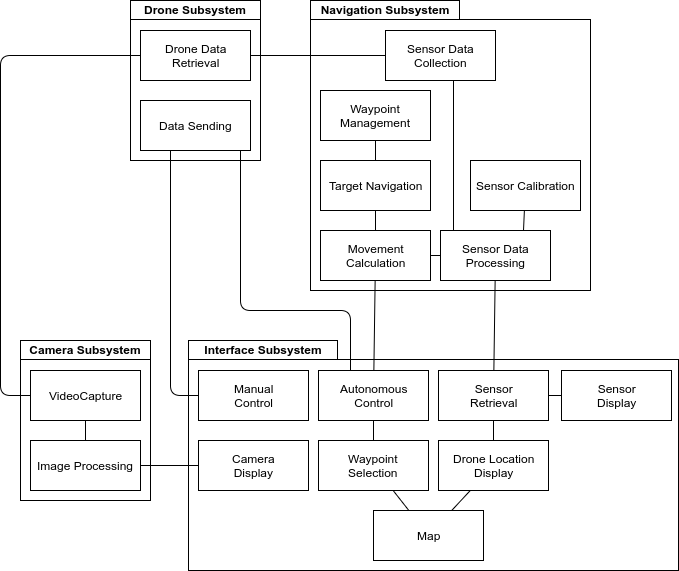 Drone Subsystem
Drone Data
Retrieval
Data Sending
Navigation Subsystem
Sensor Data
Collection
Waypoint
Management
Target Navigation
Sensor Calibration
Movement
Calculation
Sensor Data
Processing
Camera Subsystem
VideoCapture
Image Processing
Interface Subsystem
Manual
Control
Autonomous
Control
Sensor
Retrieval
Sensor
Display
Camera
Display
Waypoint
Selection
Drone Location
Display
Map